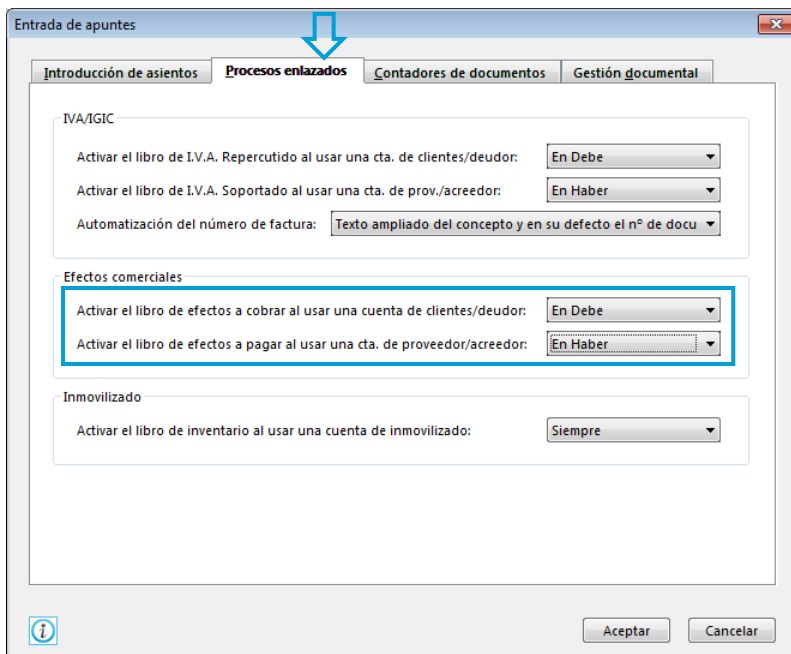 Entrada de apuntes
Introducción de asientos
Procesos enlazados
Contadores de documentos
Gestión documental
IVA/IGIC
Activar el libro de I.V.A. Repercutido al usar una cta. de clientes/deudor: En Debe
Activar el libro de I.V.A. Soportado al usar una cta. de prov./acreedor: En Haber
Automatización del número de factura: Texto ampliado del concepto y en su defecto el nº de docu
Efectos comerciales
Activar el libro de efectos a cobrar al usar una cuenta de clientes/deudor: En Debe
Activar el libro de efectos a pagar al usar una cta. de proveedor/acreedor: En Haber
Inmovilizado
Activar el libro de inventario al usar una cuenta de inmovilizado: Siempre
Aceptar
Cancelar